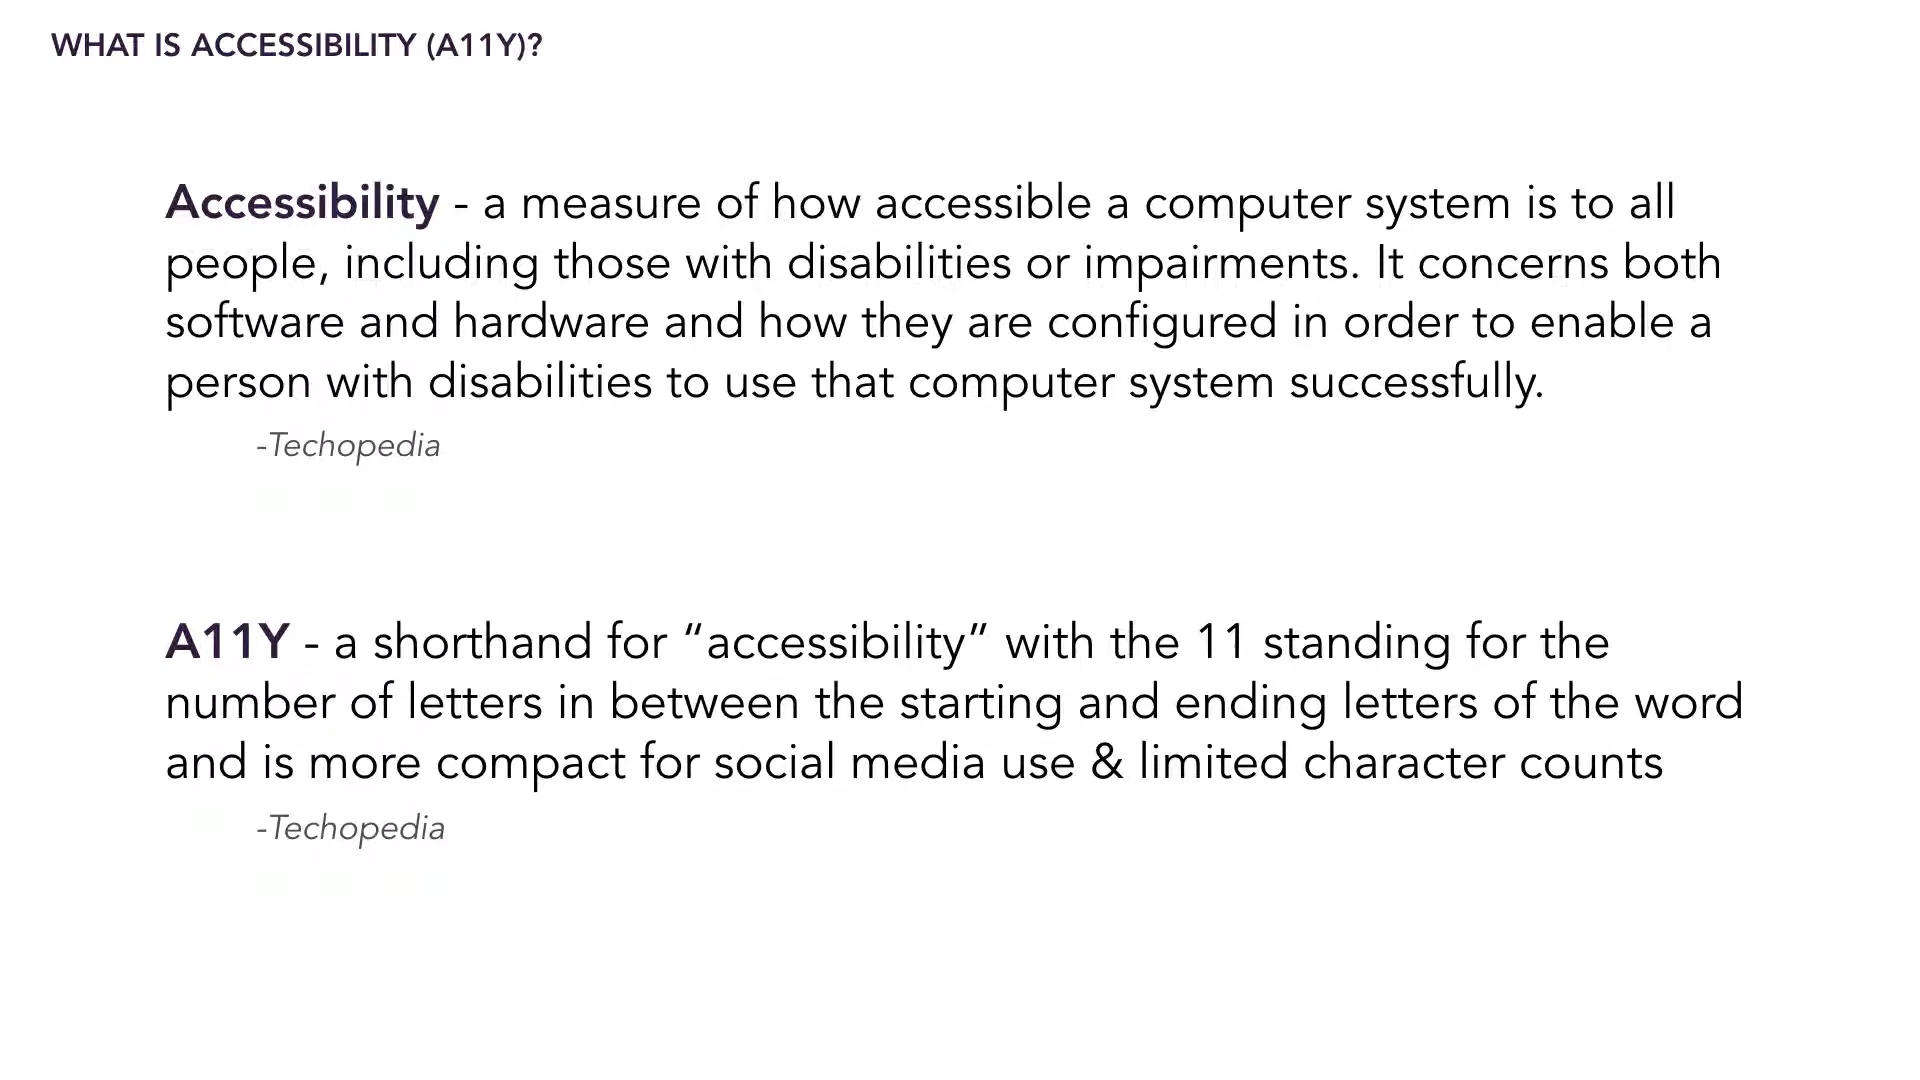 WHAT IS ACCESSIBILITY (A11Y)?
Accessibility - a measure of how accessible a computer system is to all
people, including those with disabilities or impairments. It concerns both
software and hardware and how they are configured in order to enable a
person with disabilities to use that computer system successfully.
-Techopedia
A11Y - a shorthand for “accessibility” with the 11 standing for the
number of letters in between the starting and ending letters of the word
and is more compact for social media use & limited character counts
-Techopedia